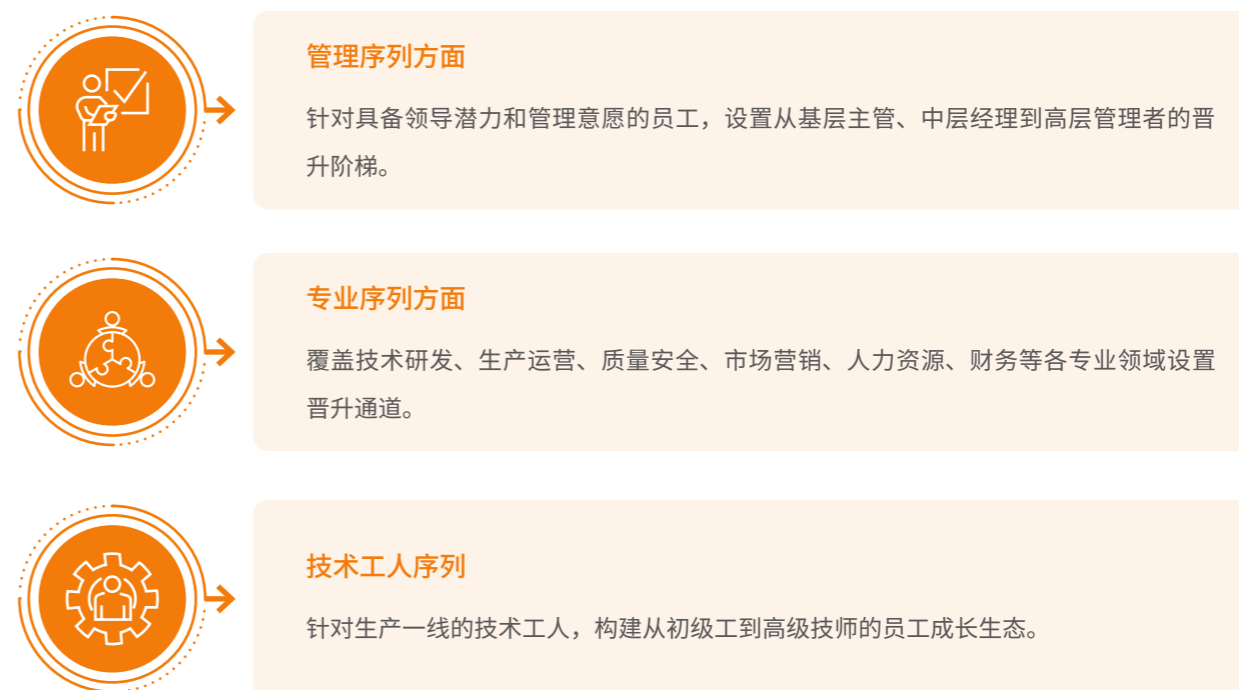 管理序列方面
针对具备领导潜力和管理意愿的员工，设置从基层主管、中层经理到高层管理者的晋
升阶梯。
专业序列方面
覆盖技术研发、生产运营、质量安全、市场营销、人力资源、财务等各专业领域设置
晋升通道。
技术工人序列
针对生产一线的技术工人，构建从初级工到高级技师的员工成长生态。